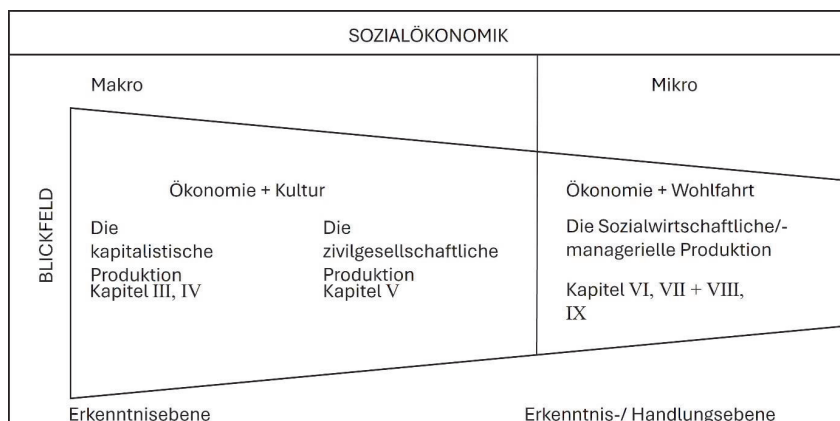 SOZIALÖKONOMIK
Makro
Mikro
BLICKFELD
Ökonomie + Kultur
Die
kapitalistische
Produktion
Kapitel III, IV
Die
zivilgesellschaftliche
Produktion
Kapitel V
Ökonomie + Wohlfahrt
Die Sozialwirtschaftliche/-
managerielle Produktion
Kapitel VI, VII + VIII,
IX
Erkenntnisebene
Erkenntnis-/ Handlungsebene